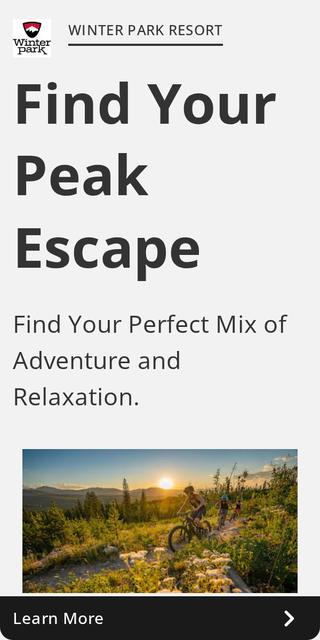 Winter park
WINTER PARK RESORT
Find Your
Peak
Escape
Find Your Perfect Mix of
Adventure and
Relaxation.
Learn More